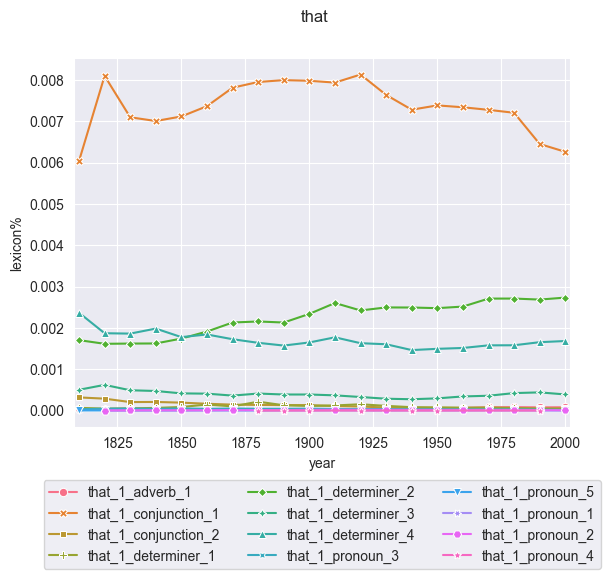 that
0.008
0.007
0.006
0.005
0.004
0.003
0.002
0.001
0.000
lexicon%
1825 1850 1875 1900 1925 1950 1975 2000
year
that_1_adverb_1 that_1_determiner_2 that_1_pronoun_5
that_1_conjunction_1 that_1_determiner_3 that_1_pronoun_1
that_1_conjunction_2 that_1_determiner_4 that_1_pronoun_2
that_1_determiner_1 that_1_pronoun_3 that_1_pronoun_4